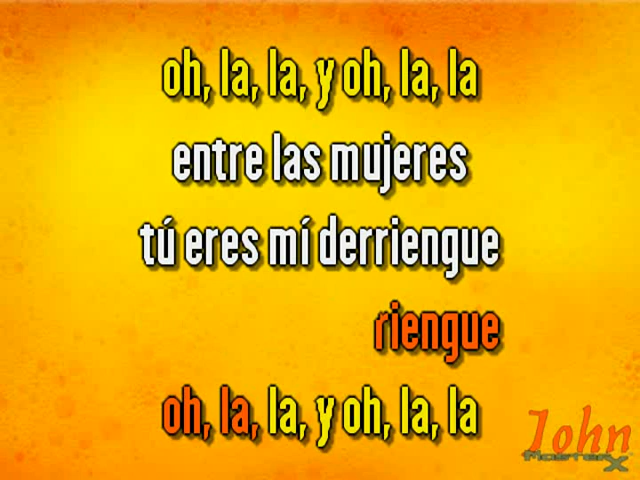 oh, la, la, y oh, la, la
entre las mujeres
tú eres mí derriengue
riengue
oh, la, la, y oh, la, la
John
MasterX